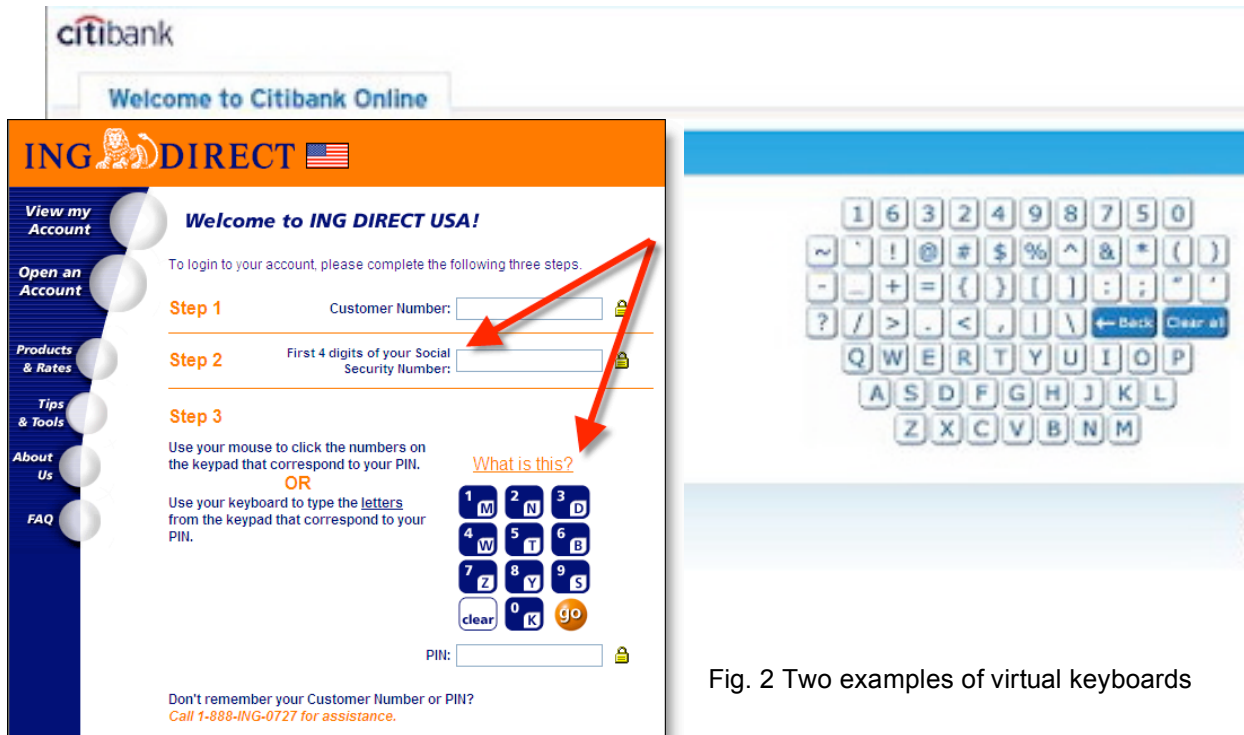 citibank
Welcome to Citibank Online
ING DIRECT
View my
Account
Open an
Account
Products
& Rates
Tips
& Tools
About
Us
FAQ
Welcome to ING DIRECT USA!
To login to your account, please complete the following three steps.
Step 1 Customer Number:
Step 2 First 4 digits of your Social
Security Number:
Step 3
Use your mouse to click the numbers on
the keypad that correspond to your PIN.
OR
Use your keyboard to type the letters
from the keypad that correspond to your
PIN.
What is this?
1 M 2 N 3 D
4 W 5 T 6 B
7 Z 8 Y 9 S
clear 0 K go
PIN:
Don't remember your Customer Number or PIN?
Call 1-888-ING-0727 for assistance.
1 6 3 2 4 9 8 7 5 0
~ ` ! @ # $ % ^ & * ( )
- _ + = { } [ ] : ; " '
? / > . < , | \ ← Back Clear all
Q W E R T Y U I O P
A S D F G H J K L
Z X C V B N M
Fig. 2 Two examples of virtual keyboards